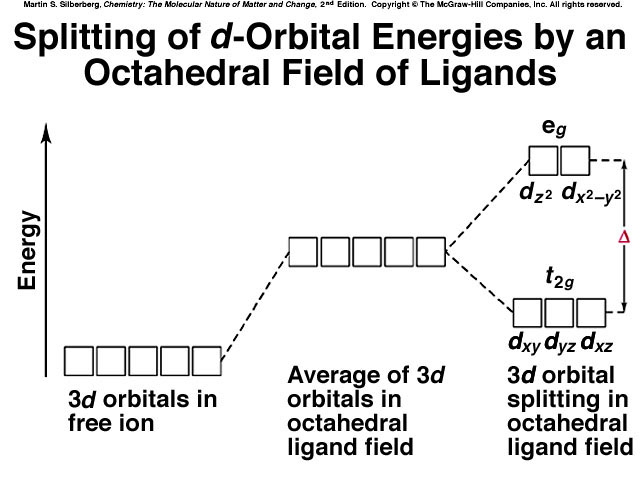 Martin S. Silberberg, Chemistry: The Molecular Nature of Matter and Change, 2nd Edition. Copyright © The McGraw-Hill Companies, Inc. All rights reserved.
Splitting of d-Orbital Energies by an
Octahedral Field of Ligands
Energy
3d orbitals in
free ion
Average of 3d
orbitals in
octahedral
ligand field
eg
dz2 dx2–y2
Δ
t2g
dxy dyz dxz
3d orbital
splitting in
octahedral
ligand field